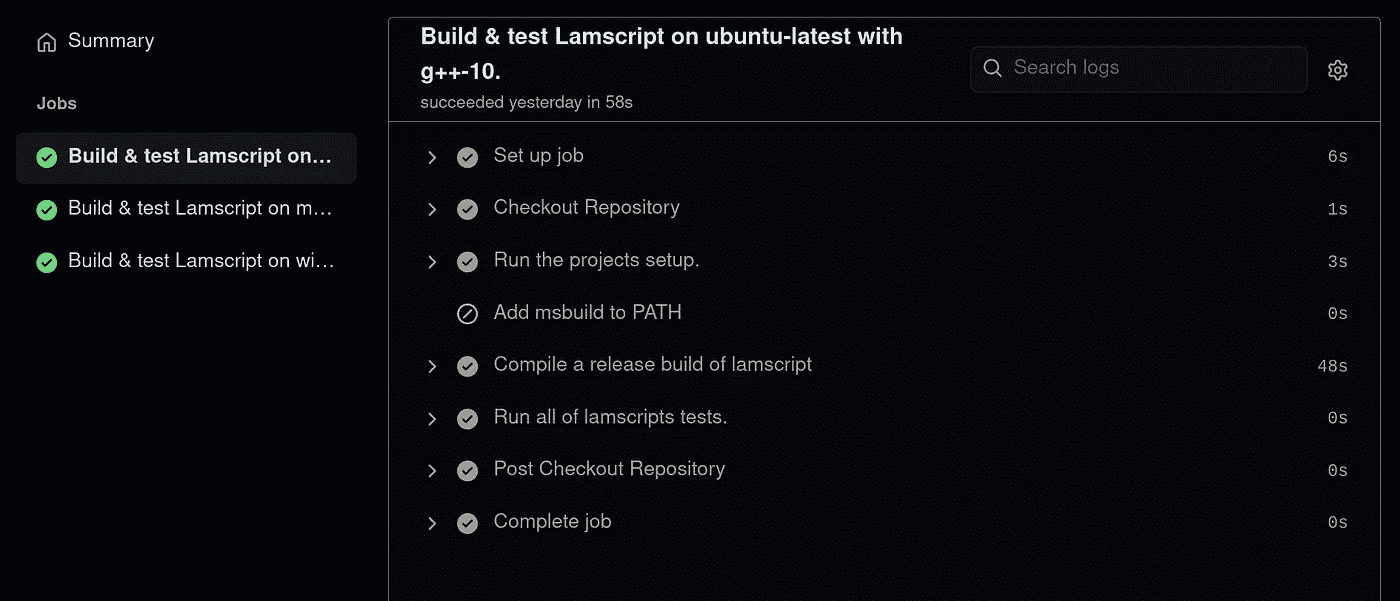 Summary
Jobs
Build & test Lamscript on...
Build & test Lamscript on m...
Build & test Lamscript on wi...
Build & test Lamscript on ubuntu-latest with
g++-10.
succeeded yesterday in 58s
Search logs
Set up job 6s
Checkout Repository 1s
Run the projects setup. 3s
Add msbuild to PATH 0s
Compile a release build of lamscript 48s
Run all of lamscripts tests. 0s
Post Checkout Repository 0s
Complete job 0s